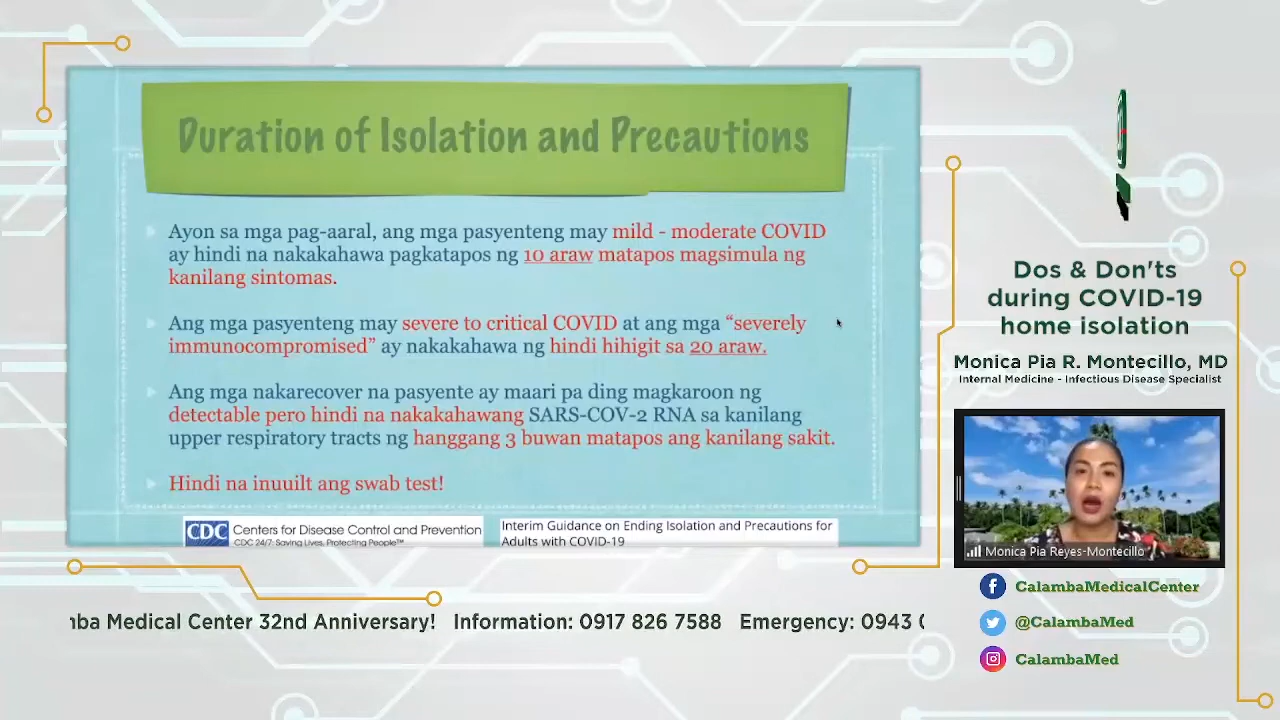 Duration of Isolation and Precautions
Ayon sa mga pag-aaral, ang mga pasyenteng may mild - moderate COVID
ay hindi na nakakahawa pagkatapos ng 10 araw matapos magsimula ng
kanilang sintomas.
Ang mga pasyenteng may severe to critical COVID at ang mga “severely
immunocompromised” ay nakakahawa ng hindi hihigit sa 20 araw.
Ang mga nakarecover na pasyente ay maari pa ding magkaroon ng
detectable pero hindi na nakakahawang SARS-COV-2 RNA sa kanilang
upper respiratory tracts ng hanggang 3 buwan matapos ang kanilang sakit.
Hindi na inuuilt ang swab test!
CDC Centers for Disease Control and Prevention
CDC 24/7: Saving Lives, Protecting People™
Interim Guidance on Ending Isolation and Precautions for
Adults with COVID-19
Dos & Don'ts
during COVID-19
home isolation
Monica Pia R. Montecillo, MD
Internal Medicine - Infectious Disease Specialist
Monica Pia Reyes-Montecillo
CalambaMedicalCenter
@CalambaMed
CalambaMed
Medical Center 32nd Anniversary! Information: 0917 826 7588 Emergency: 0943